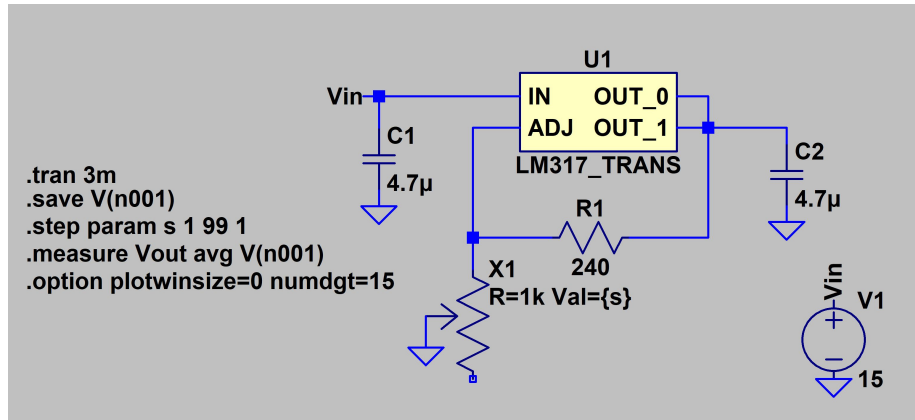 U1
Vin
IN OUT_0
ADJ OUT_1
LM317_TRANS
C1
4.7µ
C2
4.7µ
.tran 3m
.save V(n001)
.step param s 1 99 1
.measure Vout avg V(n001)
.option plotwinsize=0 numdgt=15
R1
240
X1
R=1k Val={s}
Vin
V1
15